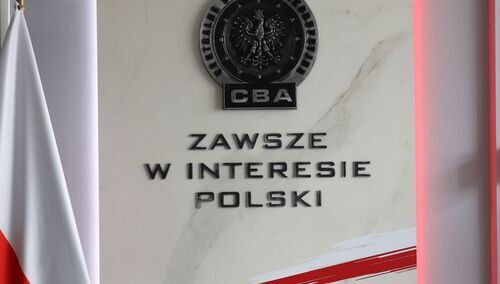 CBA
ZAWSZE
W INTERESIE
POLSKI